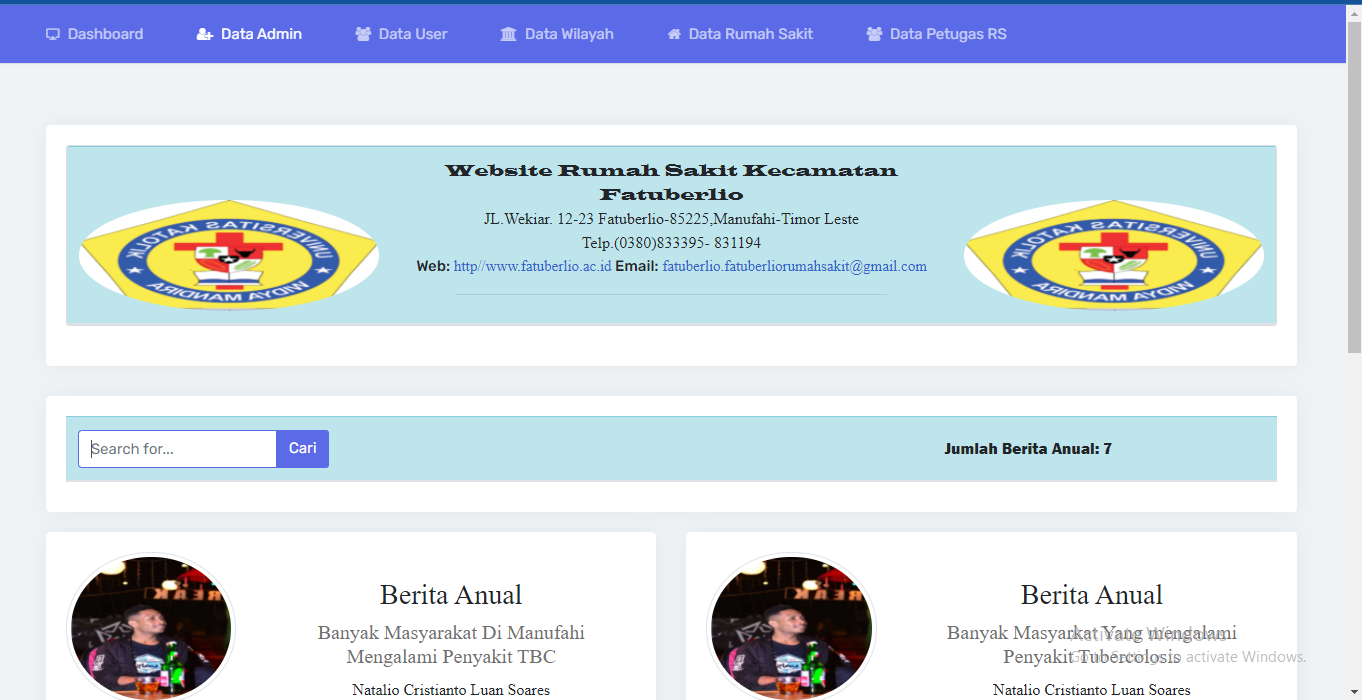 Dashboard
Data Admin
Data User
Data Wilayah
Data Rumah Sakit
Data Petugas RS
Website Rumah Sakit Kecamatan
Fatuberlio
JL.Wekiar. 12-23 Fatuberlio-85225,Manufahi-Timor Leste
Telp.(0380)833395- 831194
Web: http//www.fatuberlio.ac.id Email: fatuberlio.fatuberliorumahsakit@gmail.com
UNIVERSITAS KATOLIK
WIDYA MANDIRA
UNIVERSITAS KATOLIK
WIDYA MANDIRA
Search for...
Cari
Jumlah Berita Anual: 7
Berita Anual
Banyak Masyarakat Di Manufahi
Mengalami Penyakit TBC
Natalio Cristianto Luan Soares
Berita Anual
Banyak Masyarkat Yang mengalami
Penyakit Tubercolosis
Natalio Cristianto Luan Soares
Activate Windows
Go to Settings to activate Windows.